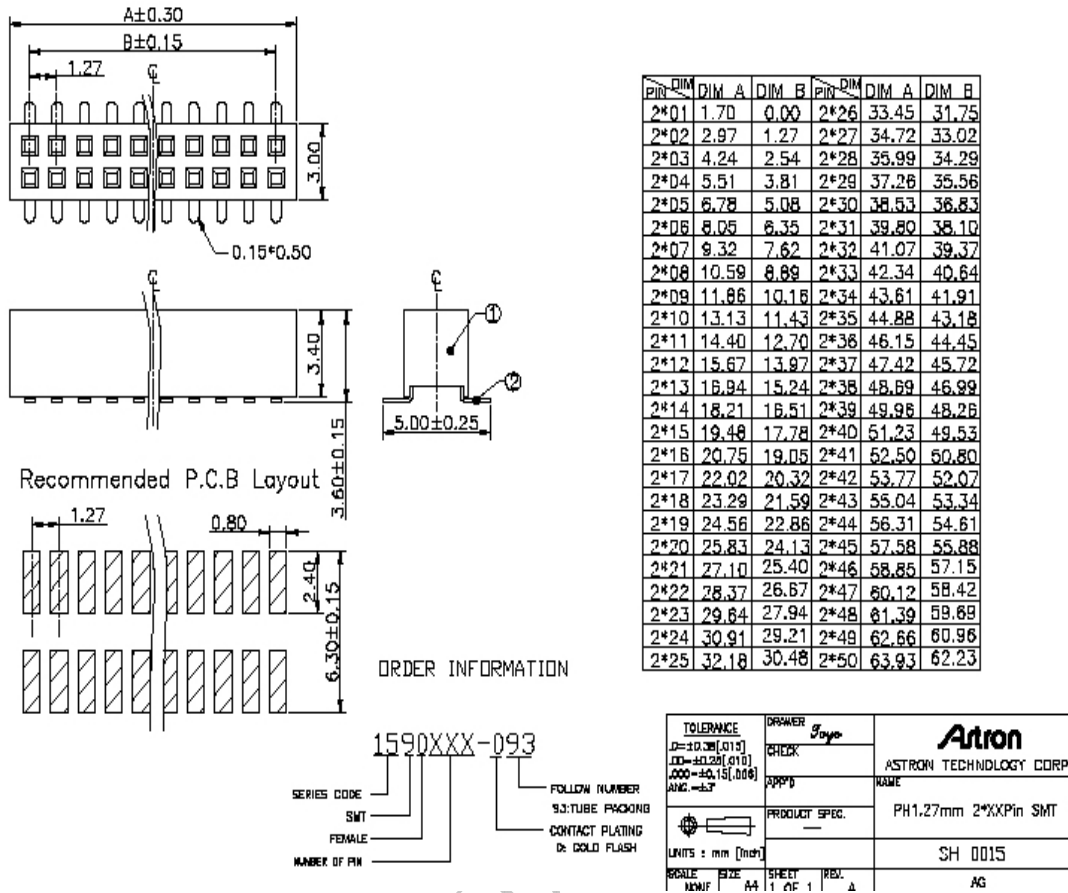 A±0.30
B±0.15
1.27
3.00
0.15*0.50
3.40
3.60±0.15
①
②
5.00±0.25
Recommended P.C.B Layout
1.27
0.80
2.40
6.30±0.15
PIN DIM DIM A DIM B PIN DIM DIM A DIM B
2*01 1.70 0.00 2*26 33.45 31.75
2*02 2.97 1.27 2*27 34.72 33.02
2*03 4.24 2.54 2*28 35.99 34.29
2*04 5.51 3.81 2*29 37.26 35.56
2*05 6.78 5.08 2*30 38.53 36.83
2*06 8.05 6.35 2*31 39.80 38.10
2*07 9.32 7.62 2*32 41.07 39.37
2*08 10.59 8.89 2*33 42.34 40.64
2*09 11.86 10.16 2*34 43.61 41.91
2*10 13.13 11.43 2*35 44.88 43.18
2*11 14.40 12.70 2*36 46.15 44.45
2*12 15.67 13.97 2*37 47.42 45.72
2*13 16.94 15.24 2*38 48.69 46.99
2*14 18.21 16.51 2*39 49.96 48.26
2*15 19.48 17.78 2*40 51.23 49.53
2*16 20.75 19.05 2*41 52.50 50.80
2*17 22.02 20.32 2*42 53.77 52.07
2*18 23.29 21.59 2*43 55.04 53.34
2*19 24.56 22.86 2*44 56.31 54.61
2*20 25.83 24.13 2*45 57.58 55.88
2*21 27.10 25.40 2*46 58.85 57.15
2*22 28.37 26.67 2*47 60.12 58.42
2*23 29.64 27.94 2*48 61.39 59.69
2*24 30.91 29.21 2*49 62.66 60.96
2*25 32.18 30.48 2*50 63.93 62.23
ORDER INFORMATION
1590XXX-093
SERIES CODE
SMT
FEMALE
NUMBER OF PIN
FOLLOW NUMBER
93:TUBE PACKING
CONTACT PLATING
0: GOLD FLASH
TOLERANCE
.0=±0.38[.015]
.00=±0.25[.010]
.000=±0.15[.006]
ANG.=±3°
UNITS : mm [inch]
SCALE NONE
SIZE A4
SHEET 1 OF 1
REV. A
DRAWER Toyo
CHECK
APP'D
PRODUCT SPEC.
Astron
ASTRON TECHNOLOGY CORP
NAME
PH1.27mm 2*XXPin SMT
SH 0015
AG